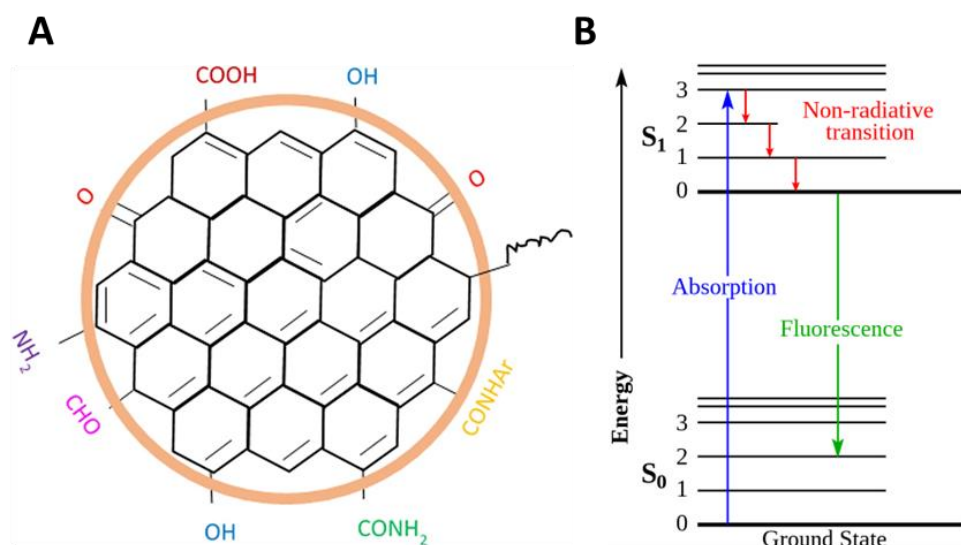 A
COOH
OH
O
O
NH₂
CHO
CONHAr
OH
CONH₂
B
Energy
S₁
3
2
1
0
Non-radiative
transition
Absorption
Fluorescence
S₀
3
2
1
0
Ground State